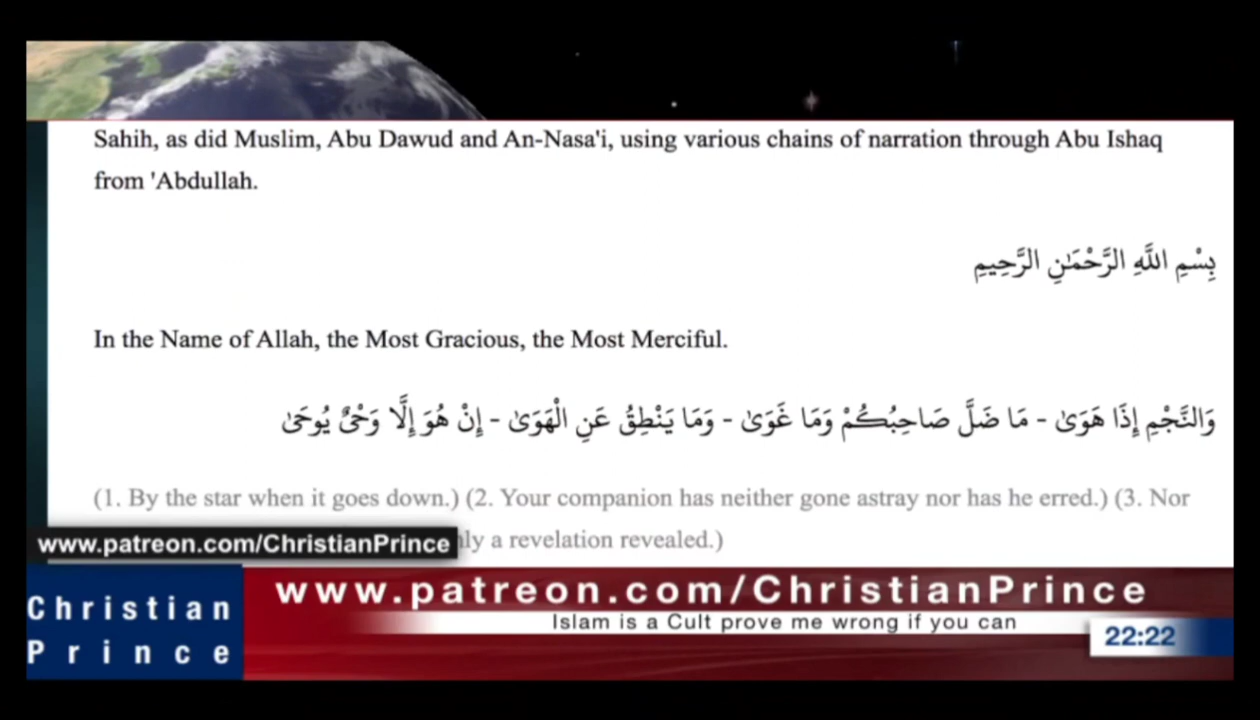 Sahih, as did Muslim, Abu Dawud and An-Nasa'i, using various chains of narration through Abu Ishaq
from 'Abdullah.
بِسْمِ اللَّهِ الرَّحْمَـٰنِ الرَّحِيمِ
In the Name of Allah, the Most Gracious, the Most Merciful.
وَالنَّجْمِ إِذَا هَوَىٰ - مَا ضَلَّ صَاحِبُكُمْ وَمَا غَوَىٰ - وَمَا يَنْطِقُ عَنِ الْهَوَىٰ - إِنْ هُوَ إِلَّا وَحْىٌ يُوحَىٰ
(1. By the star when it goes down.) (2. Your companion has neither gone astray nor has he erred.) (3. Nor
a revelation revealed.)
www.patreon.com/ChristianPrince
www.patreon.com/ChristianPrince
Islam is a Cult prove me wrong if you can
Christian
Prince
22:22